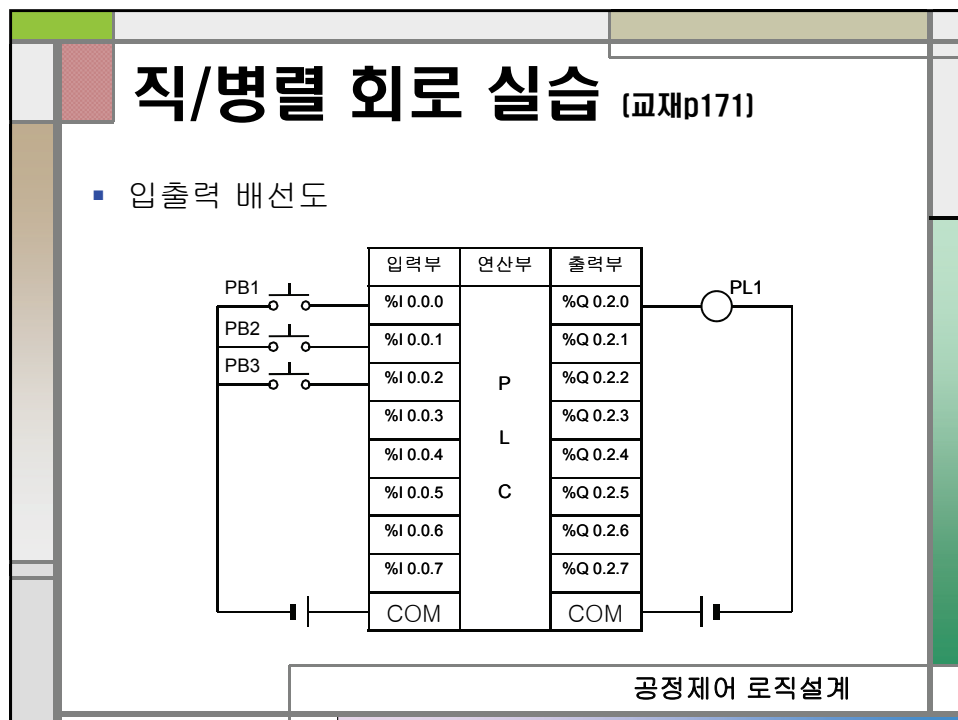 직/병렬 회로 실습 (교재p171)
▪ 입출력 배선도
입력부 연산부 출력부
PB1 %I 0.0.0 %Q 0.2.0 PL1
PB2 %I 0.0.1 %Q 0.2.1
PB3 %I 0.0.2 P %Q 0.2.2
%I 0.0.3 L %Q 0.2.3
%I 0.0.4 %Q 0.2.4
%I 0.0.5 C %Q 0.2.5
%I 0.0.6 %Q 0.2.6
%I 0.0.7 %Q 0.2.7
COM COM
공정제어 로직설계